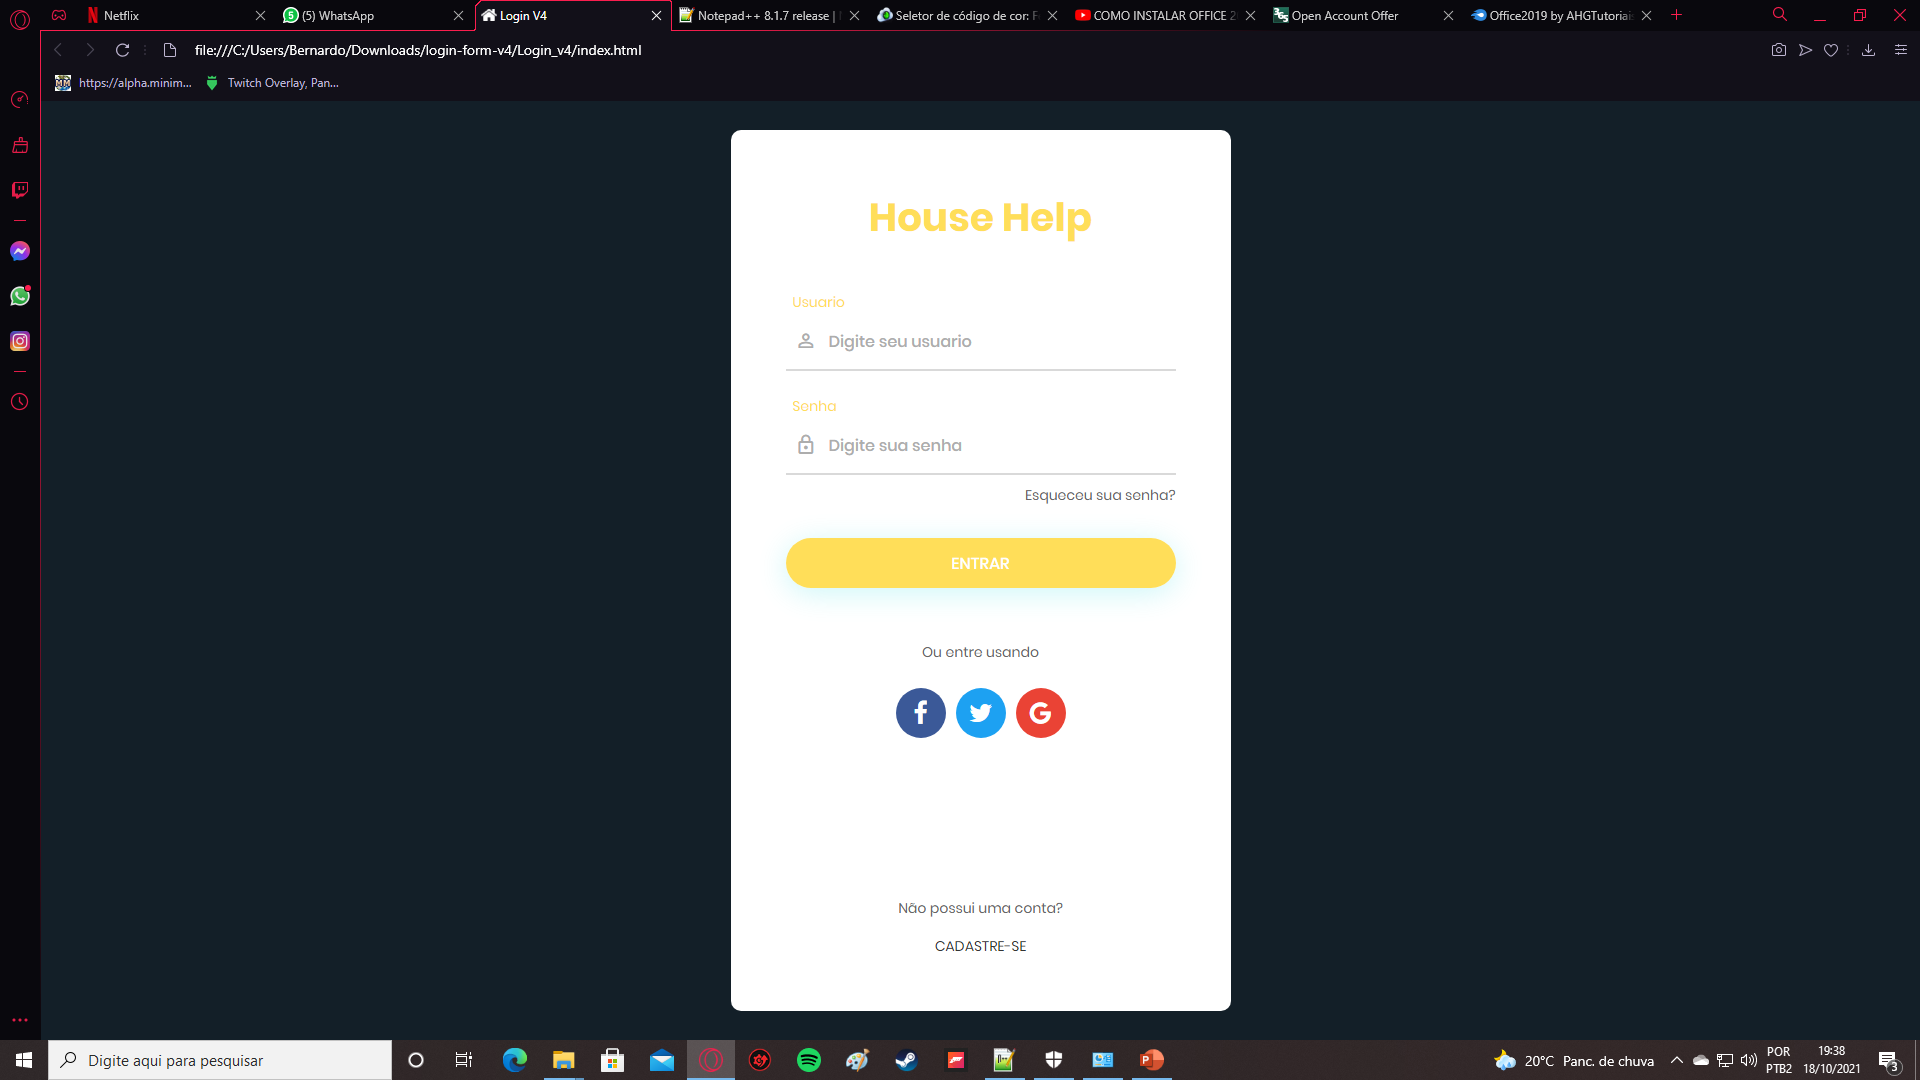 Netflix
(5) WhatsApp
Login V4
Notepad++ 8.1.7 release |
Seletor de código de cor:
COMO INSTALAR OFFICE 2
Open Account Offer
Office2019 by AHGTutoriai
file:///C:/Users/Bernardo/Downloads/login-form-v4/Login_v4/index.html
https://alpha.minim...
Twitch Overlay, Pan...
House Help
Usuario
Digite seu usuario
Senha
Digite sua senha
Esqueceu sua senha?
ENTRAR
Ou entre usando
Não possui uma conta?
CADASTRE-SE
Digite aqui para pesquisar
20°C Panc. de chuva
POR
PTB2
19:38
18/10/2021
3